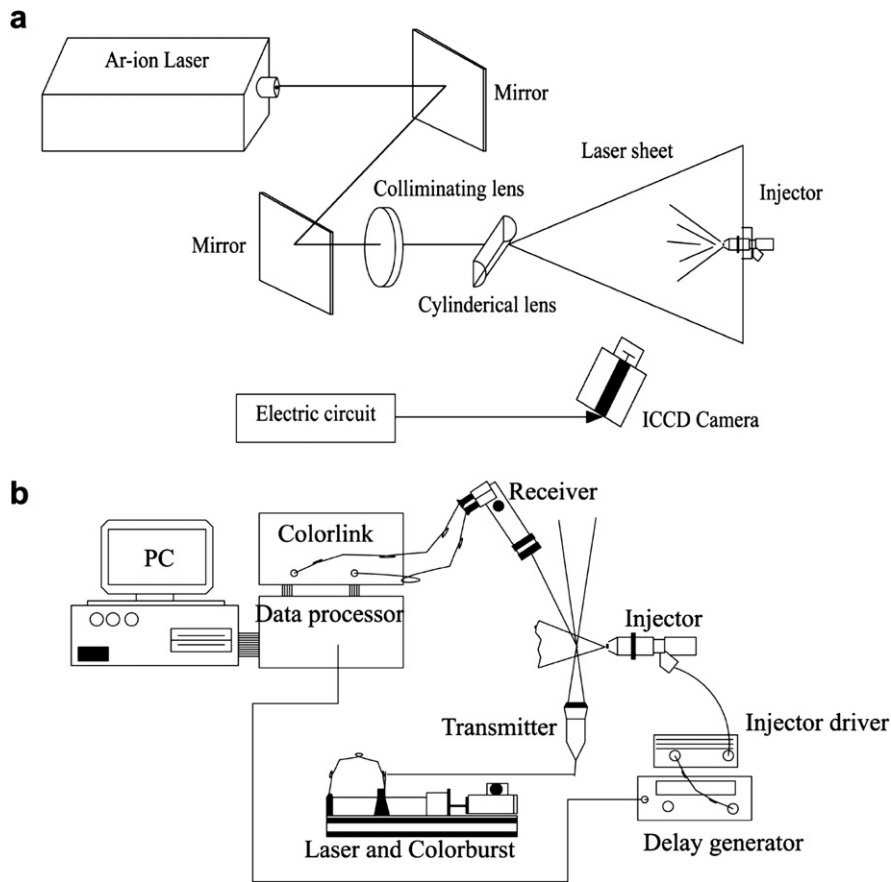 a
Ar-ion Laser
Mirror
Laser sheet
Colliminating lens
Injector
Mirror
Cylinderical lens
Electric circuit
ICCD Camera
b
Receiver
Colorlink
PC
Data processor
Injector
Transmitter
Injector driver
Laser and Colorburst
Delay generator